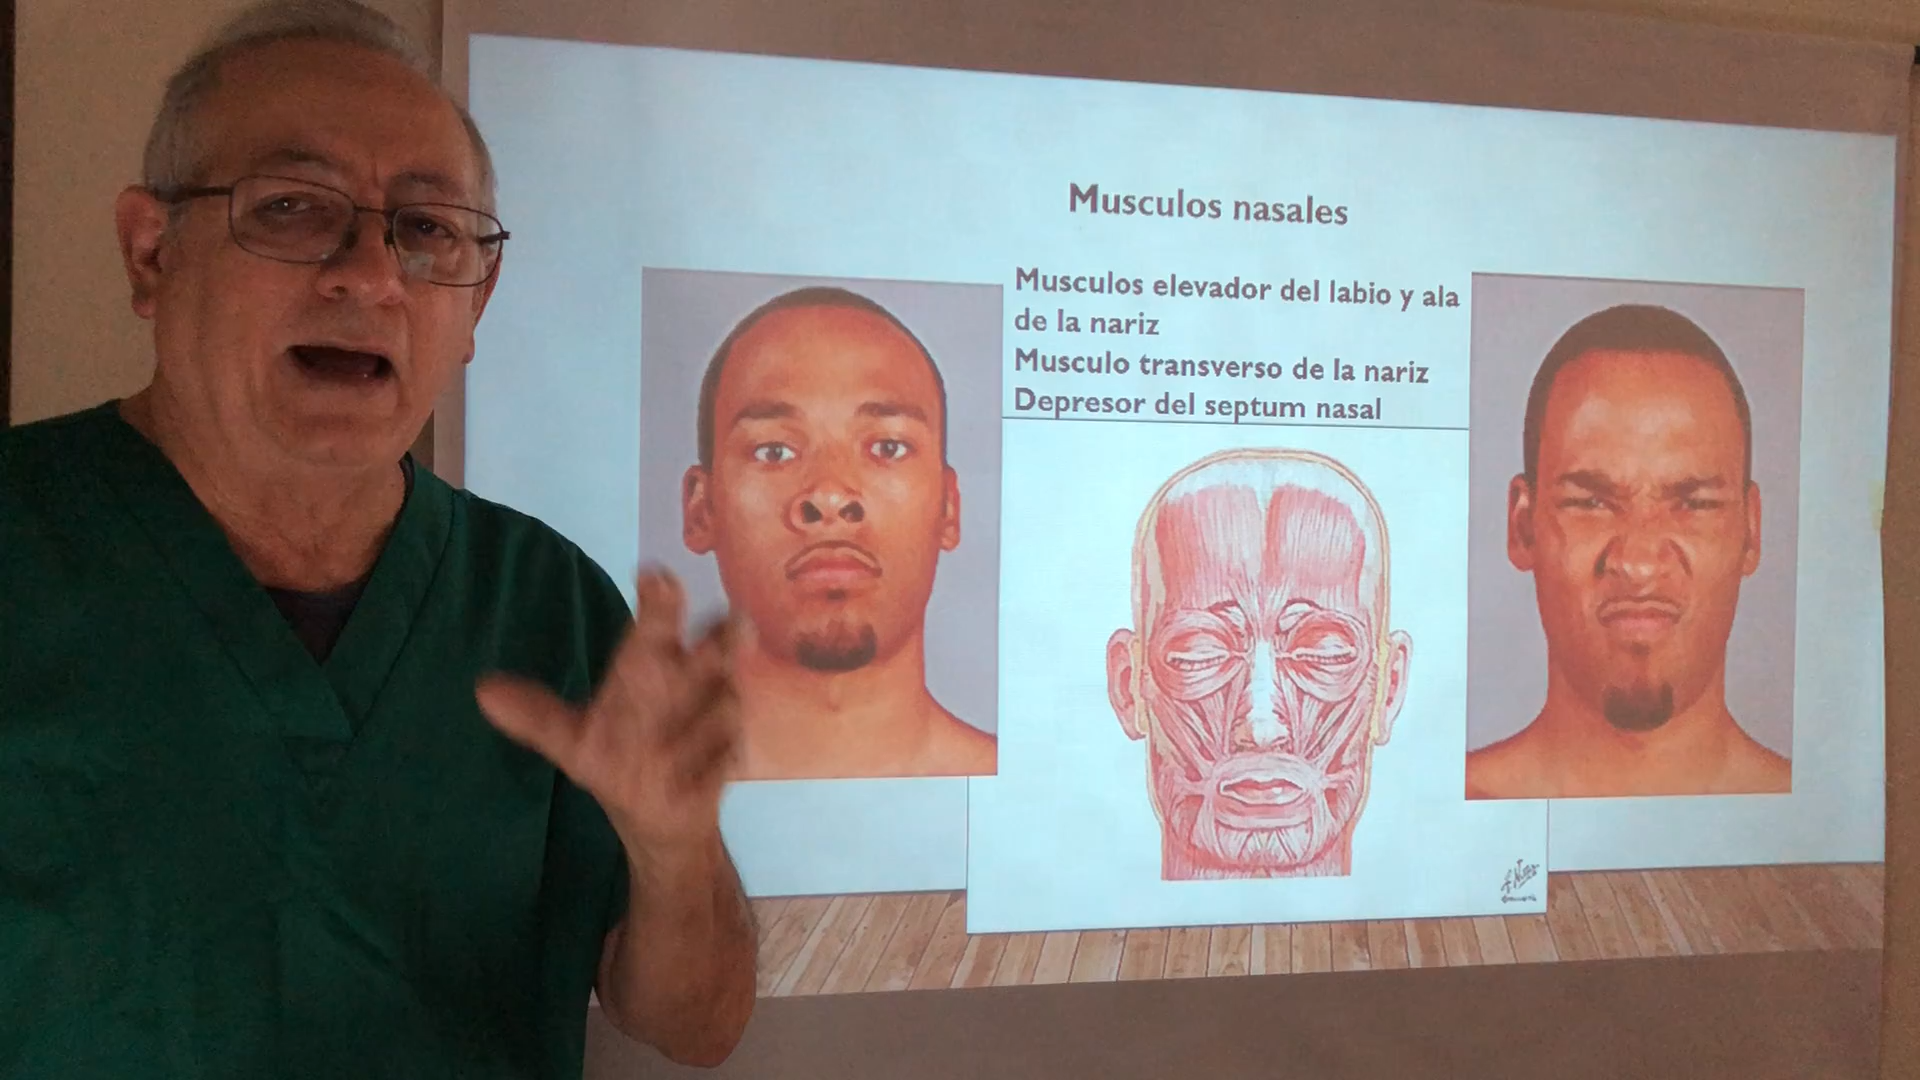 Musculos nasales
Musculos elevador del labio y ala
de la nariz
Musculo transverso de la nariz
Depresor del septum nasal